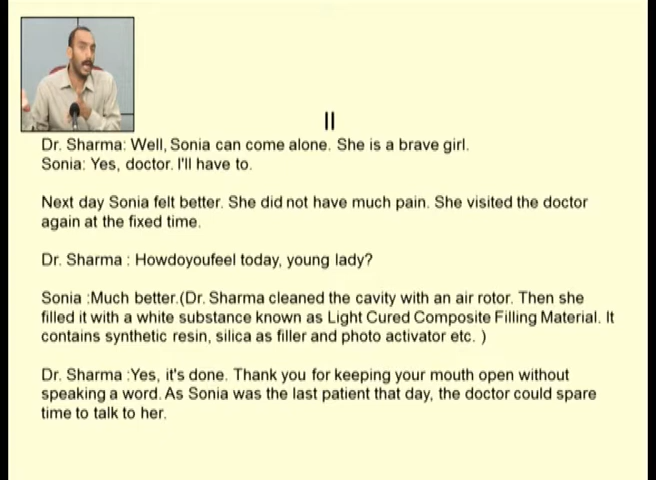 II
Dr. Sharma: Well, Sonia can come alone. She is a brave girl.
Sonia: Yes, doctor. I'll have to.
Next day Sonia felt better. She did not have much pain. She visited the doctor
again at the fixed time.
Dr. Sharma : Howdoyoufeel today, young lady?
Sonia :Much better.(Dr. Sharma cleaned the cavity with an air rotor. Then she
filled it with a white substance known as Light Cured Composite Filling Material. It
contains synthetic resin, silica as filler and photo activator etc. )
Dr. Sharma :Yes, it's done. Thank you for keeping your mouth open without
speaking a word. As Sonia was the last patient that day, the doctor could spare
time to talk to her.